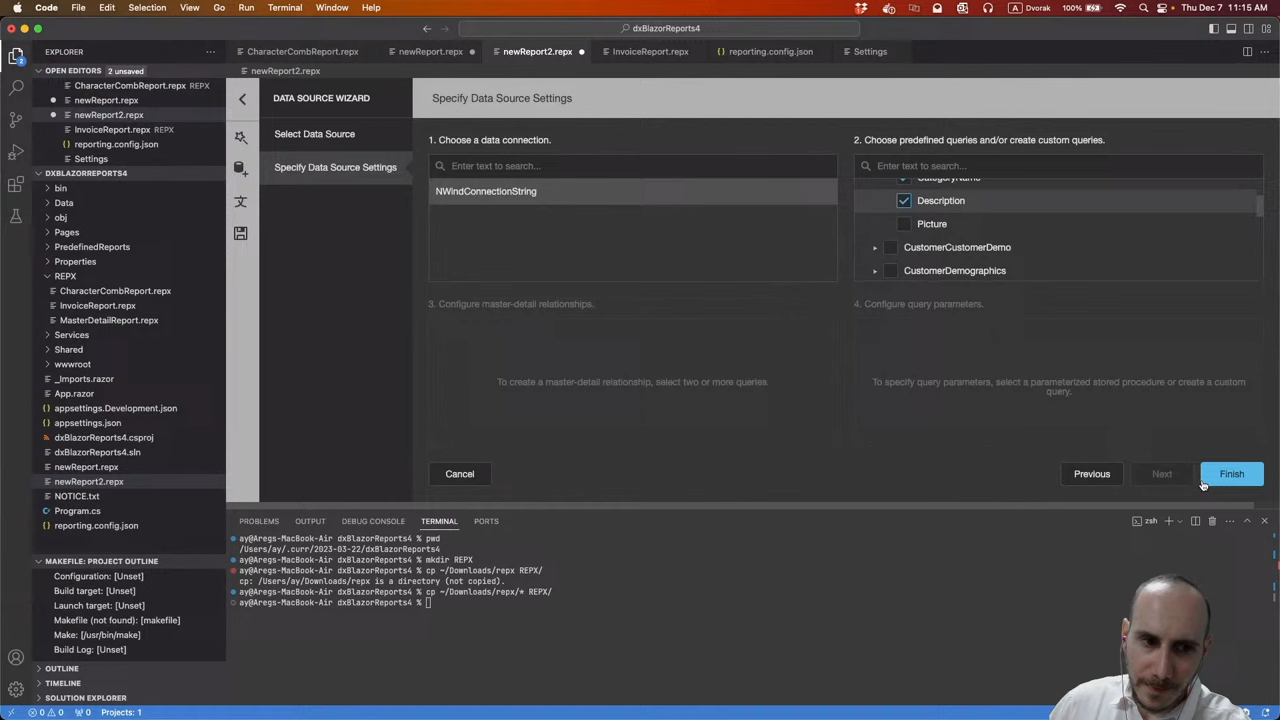 Code File Edit Selection View Go Run Terminal Window Help
Dvorak 100% Thu Dec 7 11:15 AM
dxBlazorReports4
EXPLORER
CharacterCombReport.repx
newReport.repx
newReport2.repx
InvoiceReport.repx
reporting.config.json
Settings
OPEN EDITORS 2 unsaved
newReport2.repx
CharacterCombReport.repx REPX
newReport.repx
newReport2.repx
InvoiceReport.repx REPX
reporting.config.json
Settings
DXBLAZORREPORTS4
bin
Data
obj
Pages
PredefinedReports
Properties
REPX
CharacterCombReport.repx
InvoiceReport.repx
MasterDetailReport.repx
Services
Shared
wwwroot
_Imports.razor
App.razor
appsettings.Development.json
appsettings.json
dxBlazorReports4.csproj
dxBlazorReports4.sln
newReport.repx
newReport2.repx
NOTICE.txt
Program.cs
reporting.config.json
MAKEFILE: PROJECT OUTLINE
Configuration: [Unset]
Build target: [Unset]
Launch target: [Unset]
Makefile (not found): [makefile]
Make: [/usr/bin/make]
Build Log: [Unset]
OUTLINE
TIMELINE
SOLUTION EXPLORER
DATA SOURCE WIZARD
Select Data Source
Specify Data Source Settings
Specify Data Source Settings
1. Choose a data connection.
Enter text to search...
NWindConnectionString
2. Choose predefined queries and/or create custom queries.
Enter text to search...
CategoryName
Description
Picture
CustomerCustomerDemo
CustomerDemographics
3. Configure master-detail relationships.
To create a master-detail relationship, select two or more queries.
4. Configure query parameters.
To specify query parameters, select a parameterized stored procedure or create a custom
query.
Cancel
Previous
Next
Finish
PROBLEMS OUTPUT DEBUG CONSOLE TERMINAL PORTS
zsh
ay@Aregs-MacBook-Air dxBlazorReports4 % pwd
/Users/ay/.curr/2023-03-22/dxBlazorReports4
ay@Aregs-MacBook-Air dxBlazorReports4 % mkdir REPX
ay@Aregs-MacBook-Air dxBlazorReports4 % cp ~/Downloads/repx REPX/
cp: /Users/ay/Downloads/repx is a directory (not copied).
ay@Aregs-MacBook-Air dxBlazorReports4 % cp ~/Downloads/repx/* REPX/
ay@Aregs-MacBook-Air dxBlazorReports4 %
0 0 0 Projects: 1